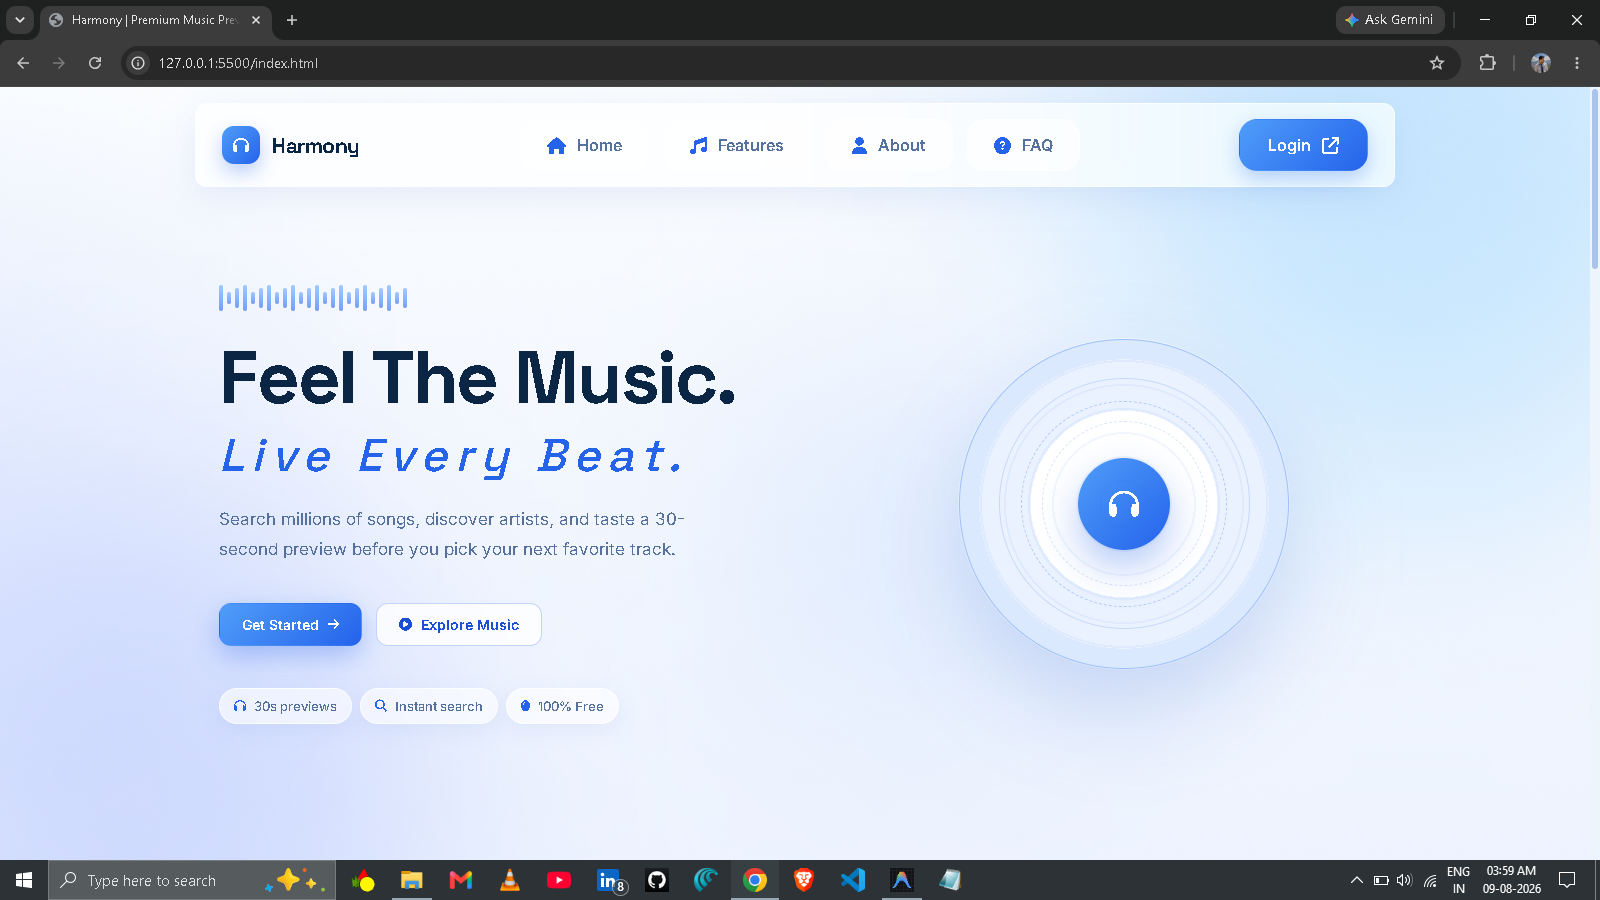 Harmony | Premium Music Prev
Ask Gemini
127.0.0.1:5500/index.html
Harmony
Home
Features
About
FAQ
Login
Feel The Music.
Live Every Beat.
Search millions of songs, discover artists, and taste a 30-
second preview before you pick your next favorite track.
Get Started
Explore Music
30s previews
Instant search
100% Free
Type here to search
8
ENG
IN
03:59 AM
09-08-2026